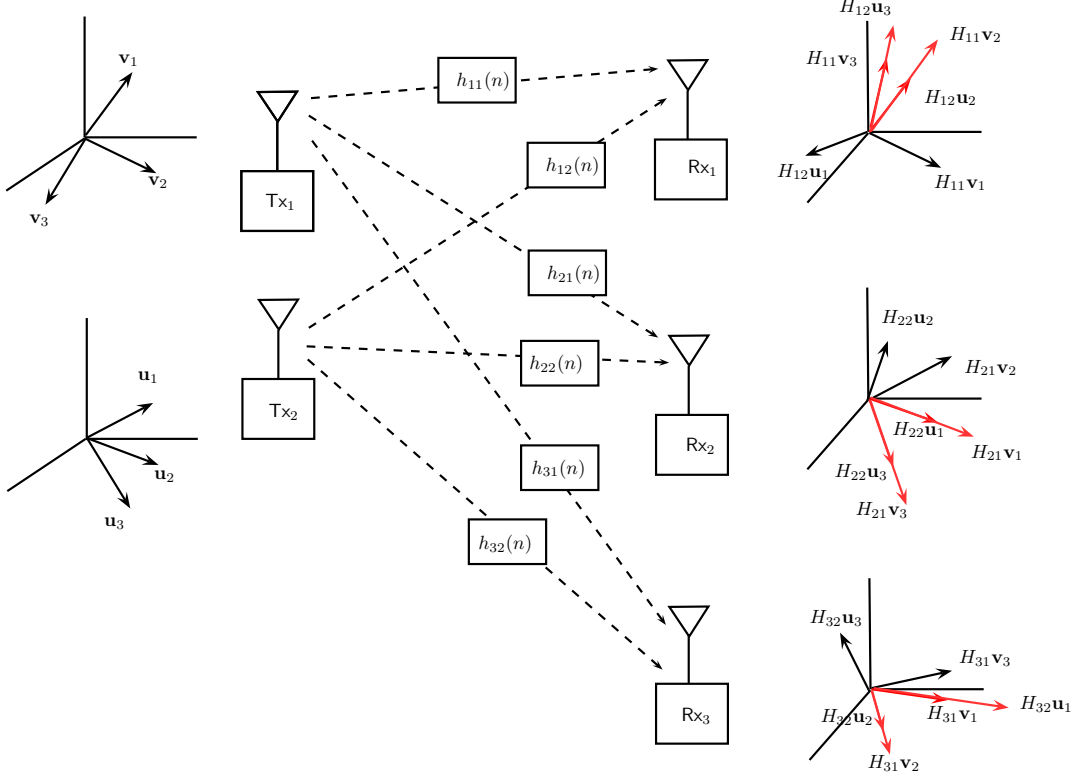 v₁
v₂
v₃
u₁
u₂
u₃
Tx₁
Tx₂
h₁₁(n)
h₁₂(n)
h₂₁(n)
h₂₂(n)
h₃₁(n)
h₃₂(n)
Rx₁
Rx₂
Rx₃
H₁₂u₃
H₁₁v₂
H₁₁v₃
H₁₂u₂
H₁₂u₁
H₁₁v₁
H₂₂u₂
H₂₁v₂
H₂₂u₁
H₂₁v₁
H₂₂u₃
H₂₁v₃
H₃₂u₃
H₃₁v₃
H₃₂u₁
H₃₁v₁
H₃₂u₂
H₃₁v₂